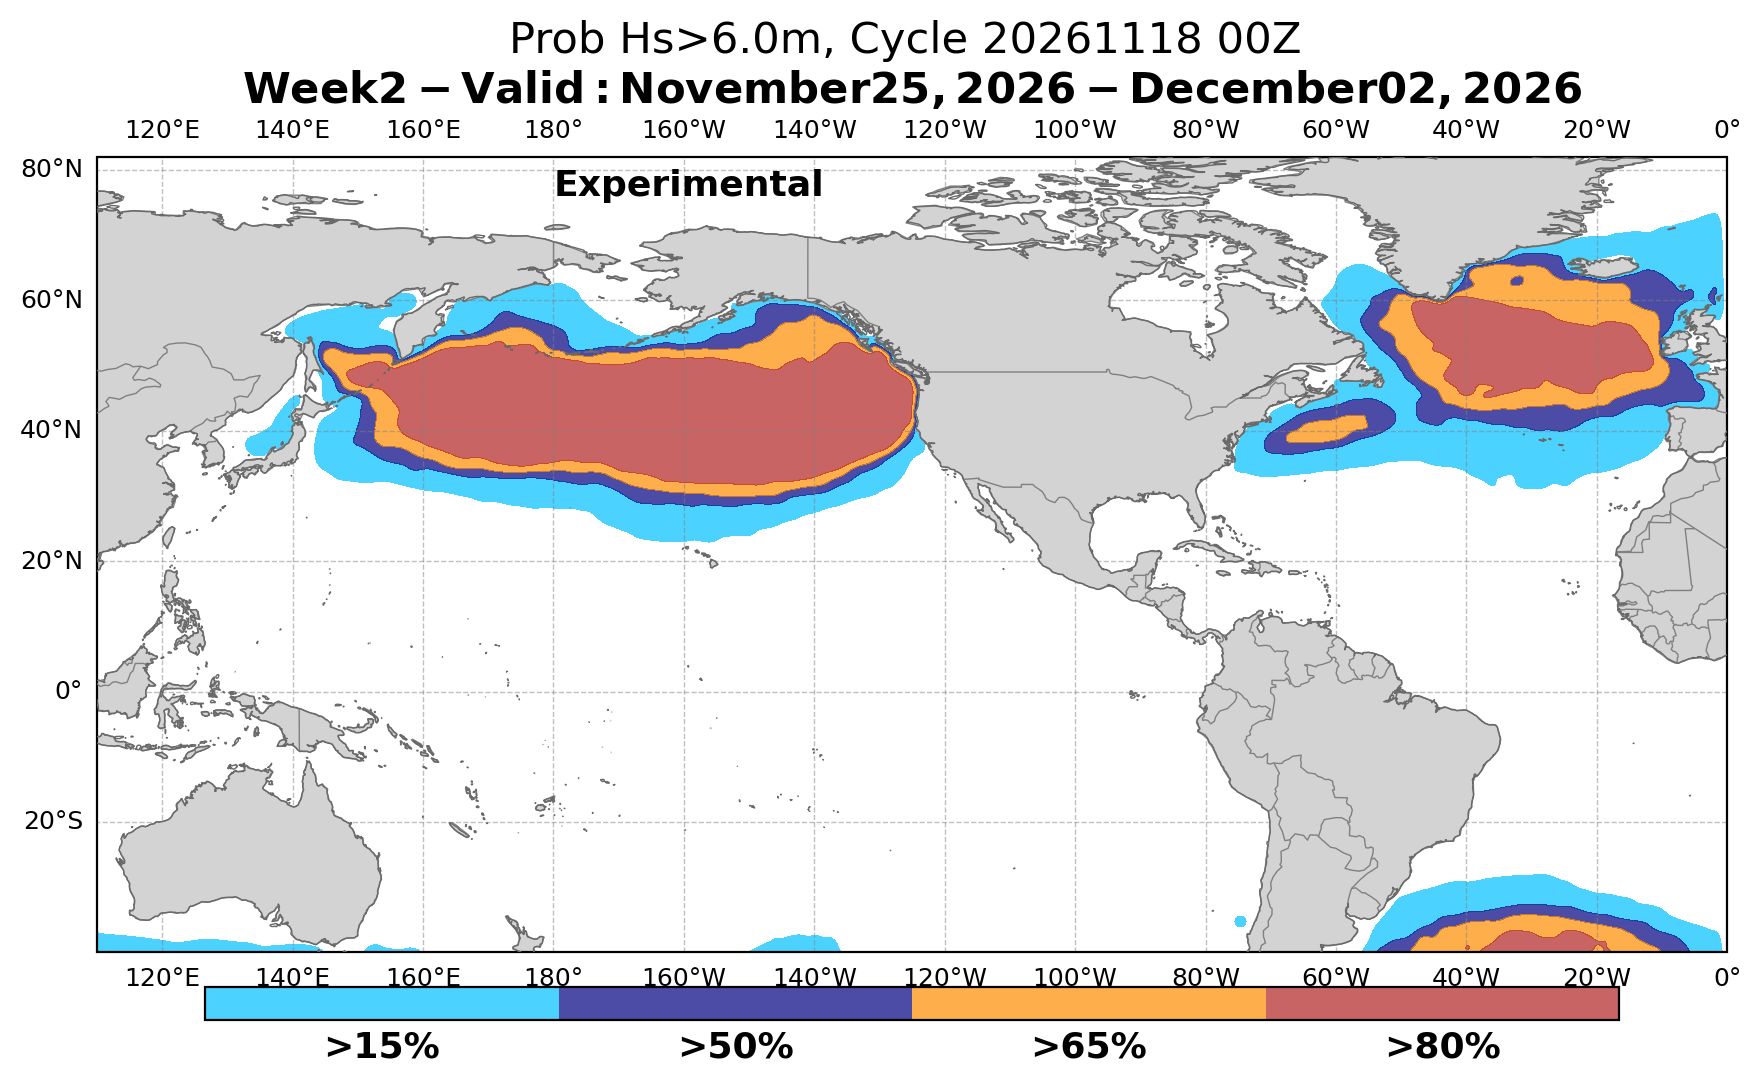 Prob Hs>6.0m, Cycle 20261118 00Z
Week2 − Valid : November25, 2026 − December02, 2026
120°E 140°E 160°E 180° 160°W 140°W 120°W 100°W 80°W 60°W 40°W 20°W 0°
80°N
Experimental
60°N
40°N
20°N
0°
20°S
120°E 140°E 160°E 180° 160°W 140°W 120°W 100°W 80°W 60°W 40°W 20°W 0°
>15% >50% >65% >80%